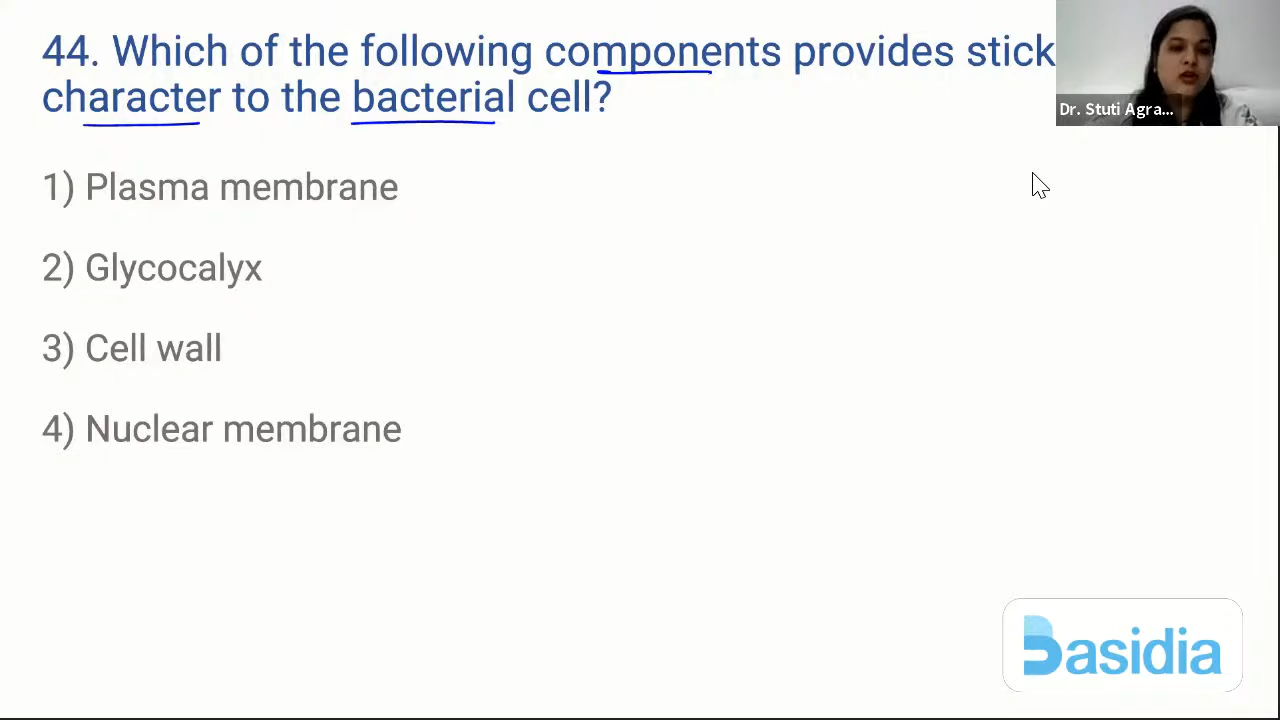 44. Which of the following components provides stick
character to the bacterial cell?
Dr. Stuti Agra...
1) Plasma membrane
2) Glycocalyx
3) Cell wall
4) Nuclear membrane
Basidia